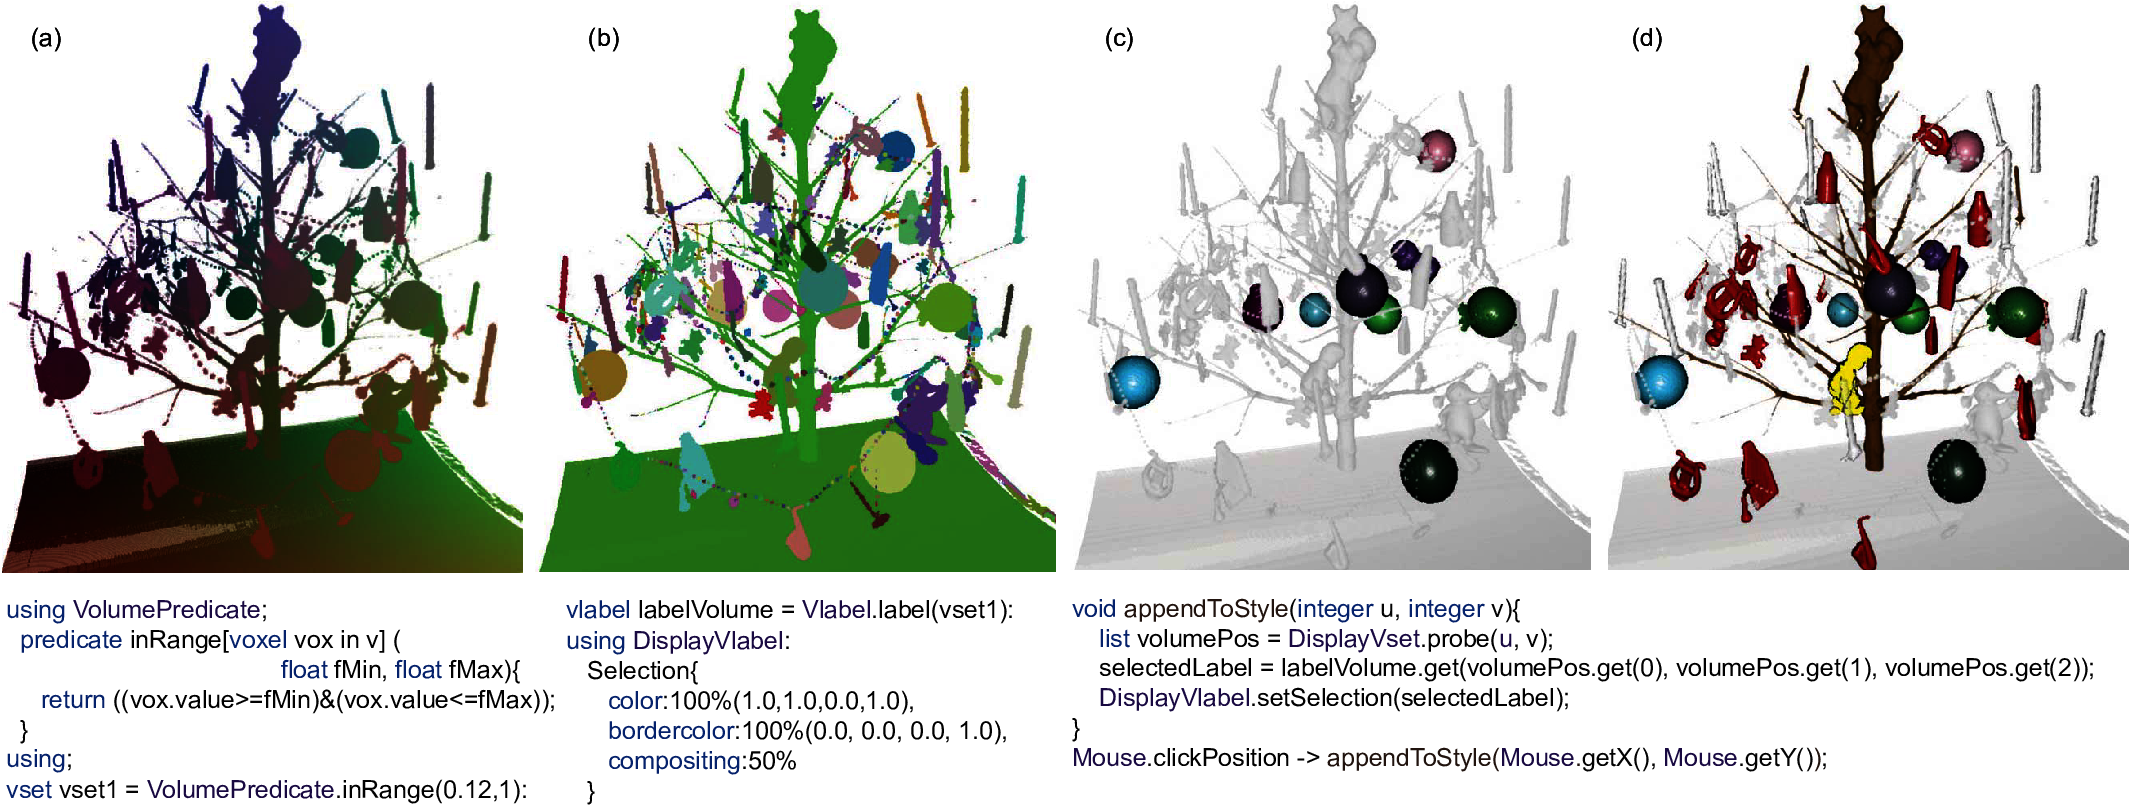 (a)
(b)
(c)
(d)
using VolumePredicate;
predicate inRange[voxel vox in v] (
float fMin, float fMax){
return ((vox.value>=fMin)&(vox.value<=fMax));
}
using;
vset vset1 = VolumePredicate.inRange(0.12,1):
vlabel labelVolume = Vlabel.label(vset1):
using DisplayVlabel:
Selection{
color:100%(1.0,1.0,0.0,1.0),
bordercolor:100%(0.0, 0.0, 0.0, 1.0),
compositing:50%
}
void appendToStyle(integer u, integer v){
list volumePos = DisplayVset.probe(u, v);
selectedLabel = labelVolume.get(volumePos.get(0), volumePos.get(1), volumePos.get(2));
DisplayVlabel.setSelection(selectedLabel);
}
Mouse.clickPosition -> appendToStyle(Mouse.getX(), Mouse.getY());